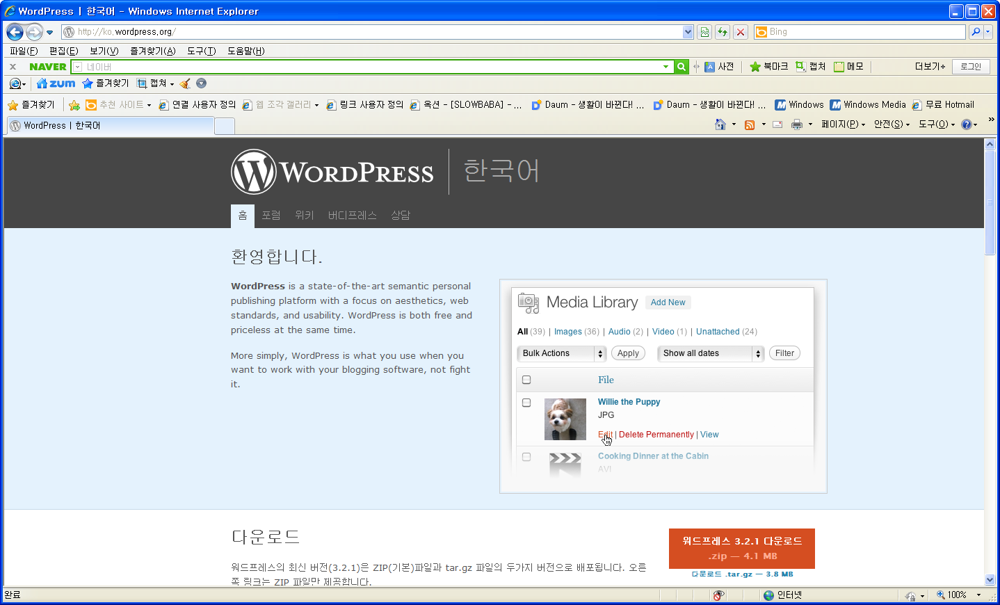 WordPress | 한국어 - Windows Internet Explorer
http://ko.wordpress.org/
Bing
파일(F) 편집(E) 보기(V) 즐겨찾기(A) 도구(T) 도움말(H)
x NAVER 네이버 사전 북마크 캡처 메모 더보기+ 로그인
zum 즐겨찾기 캡쳐
즐겨찾기 추천 사이트 연결 사용자 정의 웹 조각 갤러리 링크 사용자 정의 옥션 - [SLOWBABA] - ... Daum - 생활이 바뀐다! ... Daum - 생활이 바뀐다! ... Windows Windows Media 무료 Hotmail
WordPress | 한국어 페이지(P) 안전(S) 도구(O) »
WORDPRESS 한국어
홈 포럼 위키 버디프레스 상담
환영합니다.
WordPress is a state-of-the-art semantic personal
publishing platform with a focus on aesthetics, web
standards, and usability. WordPress is both free and
priceless at the same time.
More simply, WordPress is what you use when you
want to work with your blogging software, not fight
it.
Media Library Add New
All (39) | Images (36) | Audio (2) | Video (1) | Unattached (24)
Bulk Actions Apply Show all dates Filter
File
Willie the Puppy
JPG
Edit | Delete Permanently | View
Cooking Dinner at the Cabin
AVI
다운로드
워드프레스의 최신 버전(3.2.1)은 ZIP(기본)파일과 tar.gz 파일의 두가지 버전으로 배포됩니다. 오른
쪽 링크는 ZIP 파일만 제공합니다.
워드프레스 3.2.1 다운로드
.zip — 4.1 MB
다운로드 .tar.gz — 3.8 MB
완료 인터넷 100%